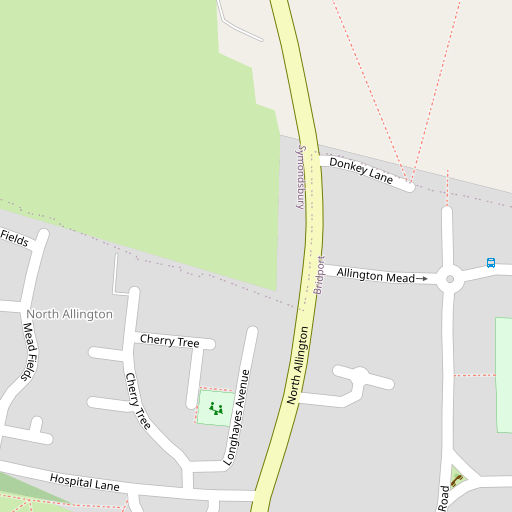 Symondsbury
Donkey Lane
Fields
Bridport
Allington Mead
North Allington
Mead Fields
Cherry Tree
North Allington
Cherry Tree
Longhayes Avenue
Hospital Lane
Road